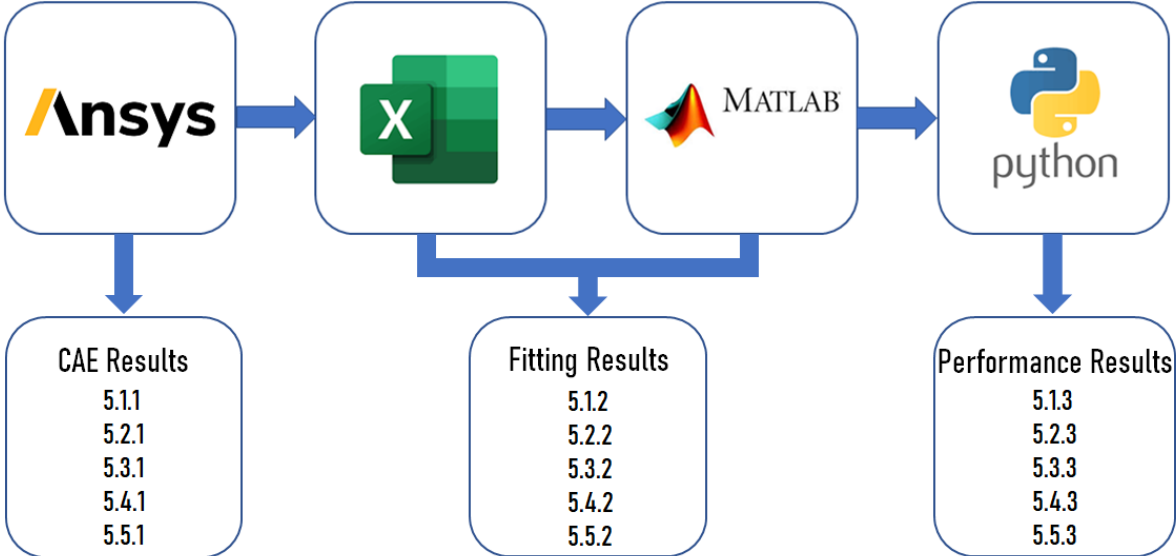 Ansys
X
MATLAB
python
CAE Results
5.1.1
5.2.1
5.3.1
5.4.1
5.5.1
Fitting Results
5.1.2
5.2.2
5.3.2
5.4.2
5.5.2
Performance Results
5.1.3
5.2.3
5.3.3
5.4.3
5.5.3